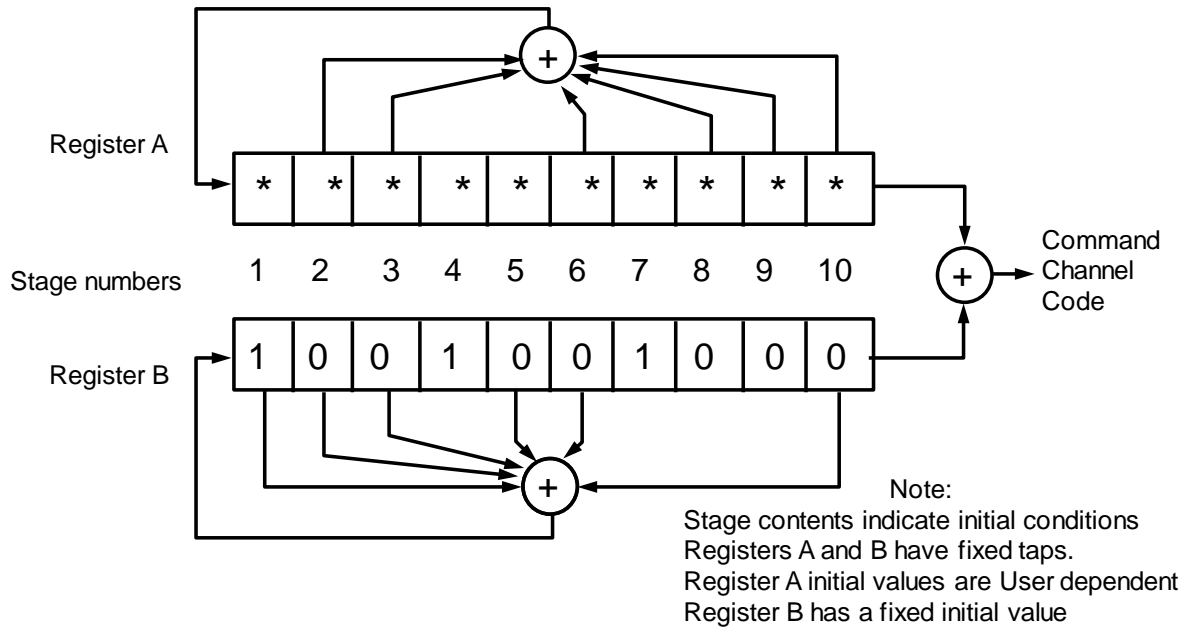 +
Register A
* * * * * * * * * *
Stage numbers 1 2 3 4 5 6 7 8 9 10
+
Command
Channel
Code
Register B
1 0 0 1 0 0 1 0 0 0
+
Note:
Stage contents indicate initial conditions
Registers A and B have fixed taps.
Register A initial values are User dependent
Register B has a fixed initial value